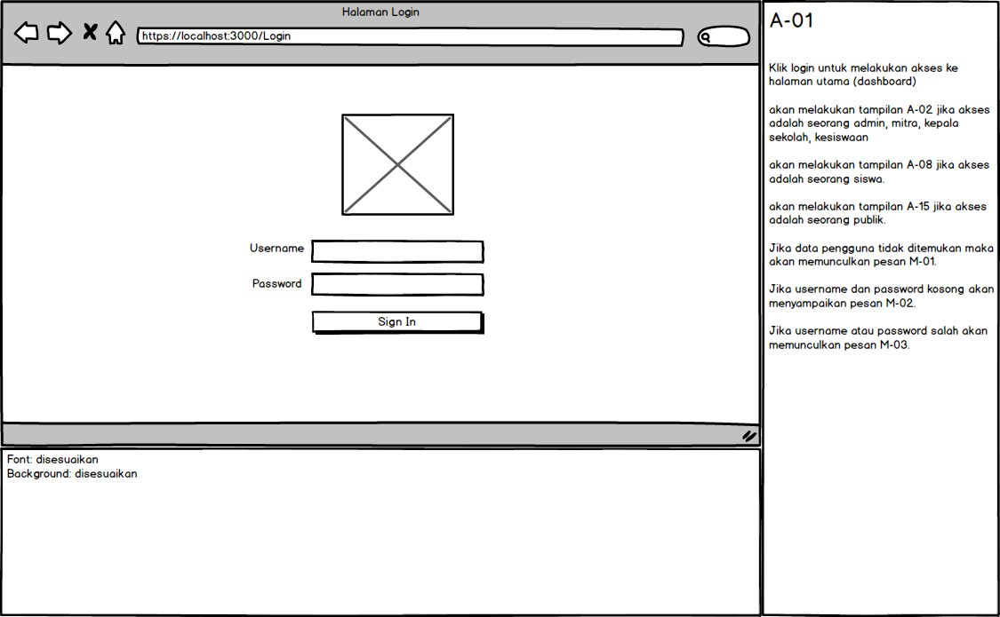 Halaman Login
https://localhost:3000/Login
Username
Password
Sign In
Font: disesuaikan
Background: disesuaikan
A-01
Klik login untuk melakukan akses ke
halaman utama (dashboard)
akan melakukan tampilan A-02 jika akses
adalah seorang admin, mitra, kepala
sekolah, kesiswaan
akan melakukan tampilan A-08 jika akses
adalah seorang siswa.
akan melakukan tampilan A-15 jika akses
adalah seorang publik.
Jika data pengguna tidak ditemukan maka
akan memunculkan pesan M-01.
Jika username dan password kosong akan
menyampaikan pesan M-02.
Jika username atau password salah akan
memunculkan pesan M-03.